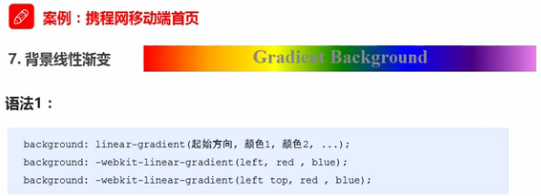 案例：携程网移动端首页
7. 背景线性渐变
Gradient Background
语法1：
background: linear-gradient(起始方向, 颜色1, 颜色2, ...);
background: -webkit-linear-gradient(left, red , blue);
background: -webkit-linear-gradient(left top, red , blue);